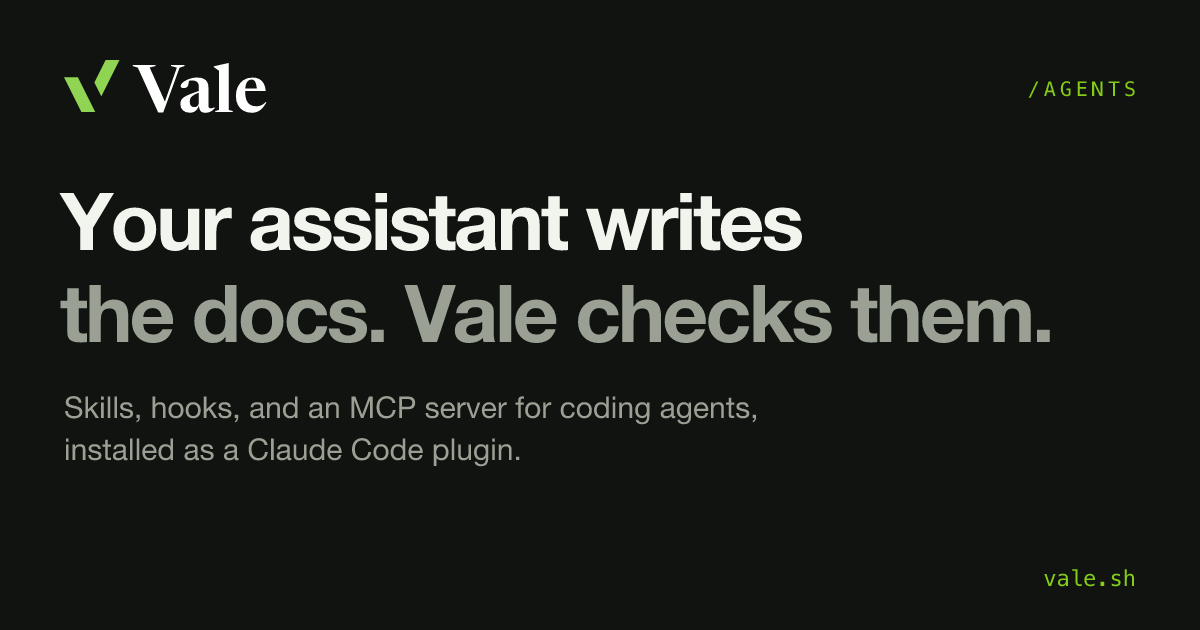 Vale
/AGENTS
Your assistant writes
the docs. Vale checks them.
Skills, hooks, and an MCP server for coding agents,
installed as a Claude Code plugin.
vale.sh